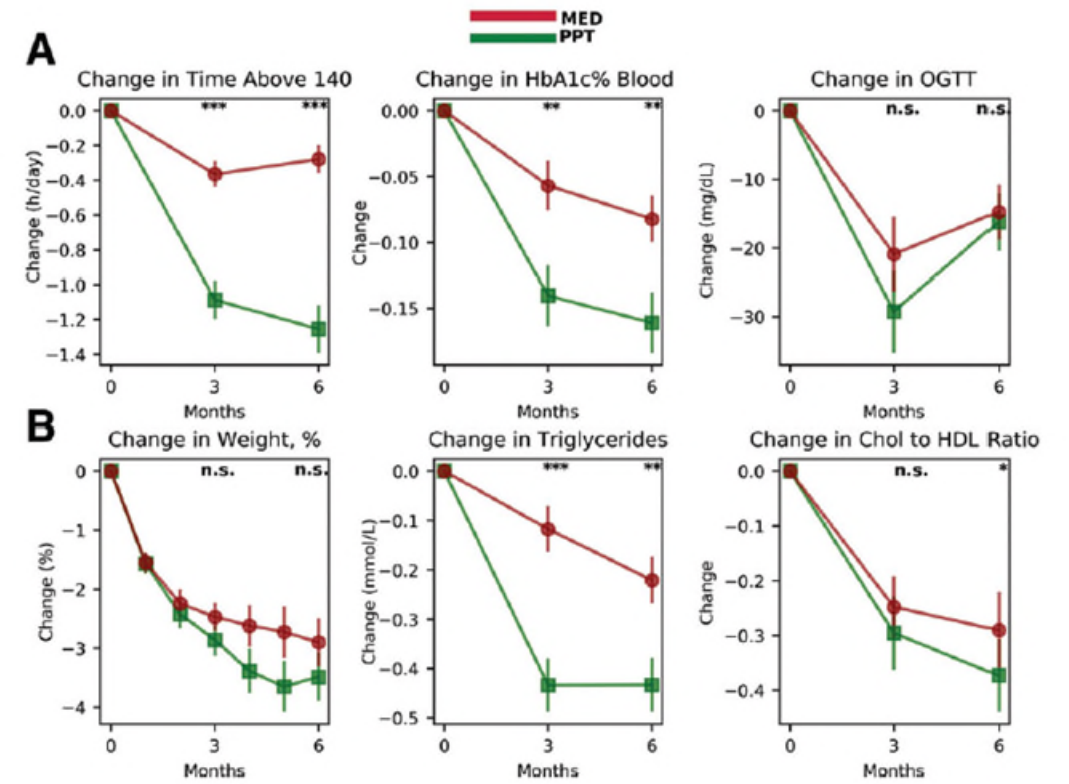 MED
PPT
A
Change in Time Above 140
Change in HbA1c% Blood
Change in OGTT
Change (h/day)
0.0
−0.2
−0.4
−0.6
−0.8
−1.0
−1.2
−1.4
***
***
0
3
6
Months
Change
0.00
−0.05
−0.10
−0.15
**
**
0
3
6
Months
Change (mg/dL)
0
−10
−20
−30
n.s.
n.s.
0
3
6
Months
B
Change in Weight, %
Change in Triglycerides
Change in Chol to HDL Ratio
Change (%)
0
−1
−2
−3
−4
n.s.
n.s.
0
3
6
Months
Change (mmol/L)
0.0
−0.1
−0.2
−0.3
−0.4
−0.5
***
**
0
3
6
Months
Change
0.0
−0.1
−0.2
−0.3
−0.4
n.s.
*
0
3
6
Months